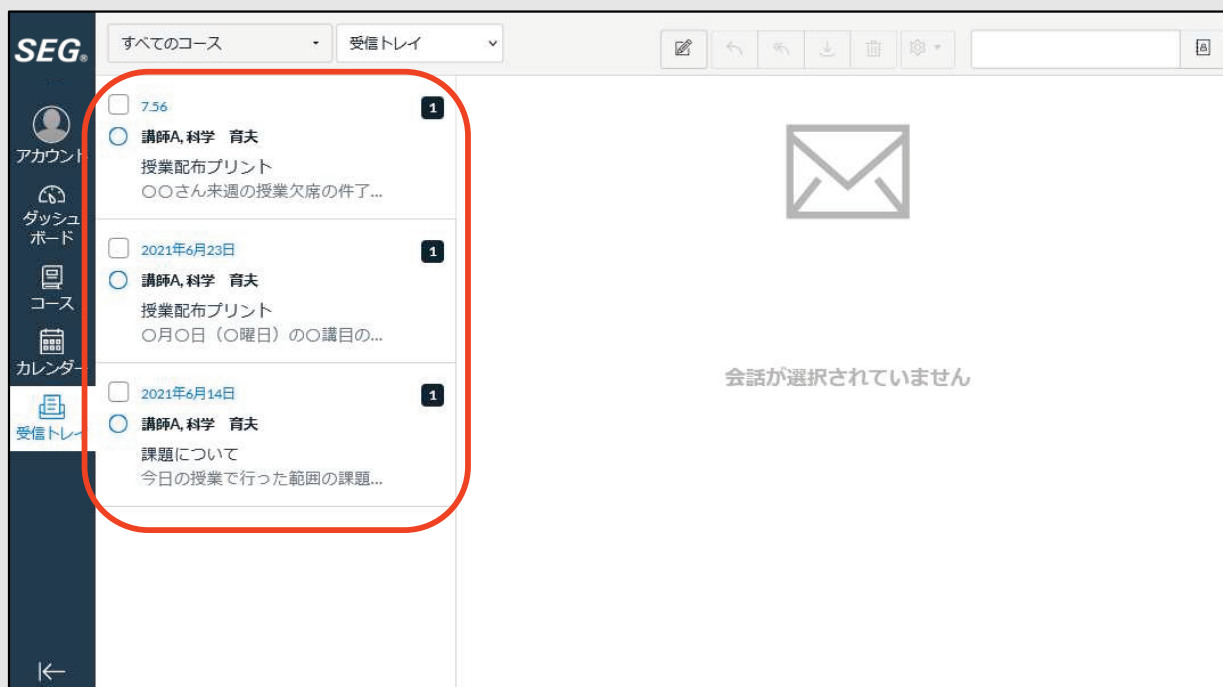 SEG®
すべてのコース
受信トレイ
アカウント
ダッシュ
ボード
コース
カレンダー
受信トレイ
7.56
1
講師A, 科学　育夫
授業配布プリント
〇〇さん来週の授業欠席の件了...
2021年6月23日
1
講師A, 科学　育夫
授業配布プリント
〇月〇日（〇曜日）の〇講目の...
2021年6月14日
1
講師A, 科学　育夫
課題について
今日の授業で行った範囲の課題...
会話が選択されていません